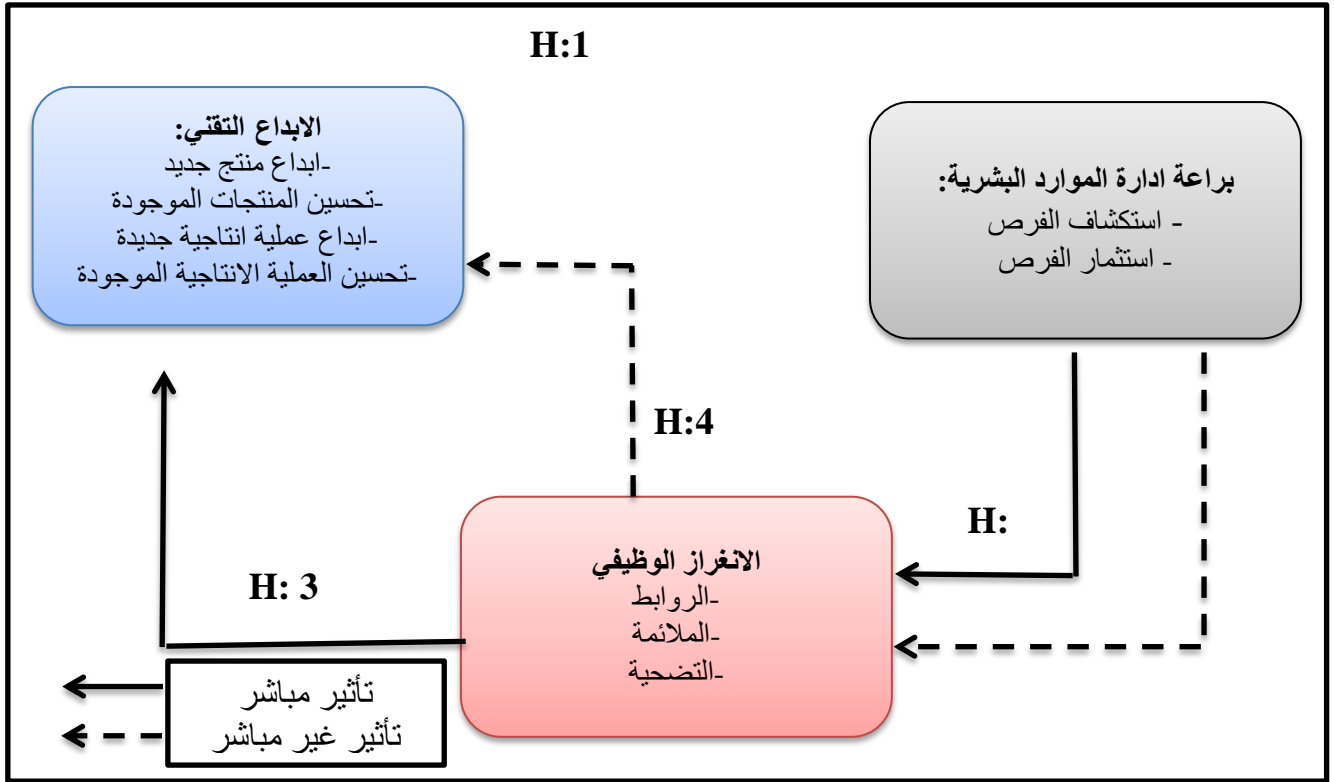 H:1
براعة ادارة الموارد البشرية:
- استكشاف الفرص
- استثمار الفرص
الابداع التقني:
-ابداع منتج جديد
-تحسين المنتجات الموجودة
-ابداع عملية انتاجية جديدة
-تحسين العملية الانتاجية الموجودة
H:4
H:
الانغراز الوظيفي
-الروابط
-الملائمة
-التضحية
H: 3
تأثير مباشر
تأثير غير مباشر